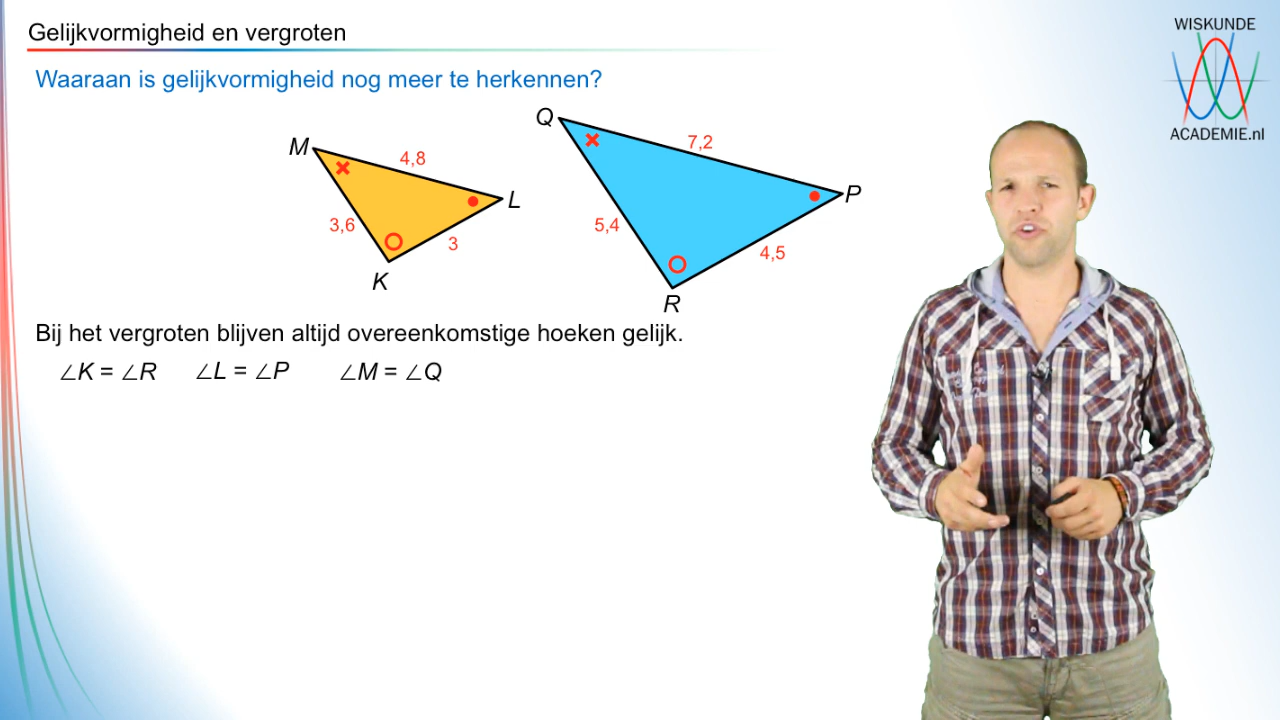 Gelijkvormigheid en vergroten
WISKUNDE
ACADEMIE.nl
Waaraan is gelijkvormigheid nog meer te herkennen?
M
4,8
L
3,6
3
K
Q
7,2
P
5,4
4,5
R
Bij het vergroten blijven altijd overeenkomstige hoeken gelijk.
∠K = ∠R ∠L = ∠P ∠M = ∠Q